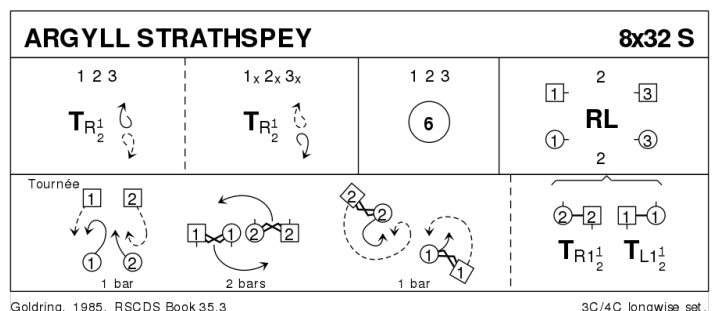 ARGYLL STRATHSPEY 8x32 S
1 2 3
TR½
1x 2x 3x
TR½
1 2 3
6
2
1 3
RL
1 3
2
Tournée
1 2
1 2
1 bar
1 1 2 2
2 bars
2 2
1 1
1 bar
2 2 1 1
TR1½ TL1½
Goldring, 1985, RSCDS Book 35.3 3C/4C longwise set.